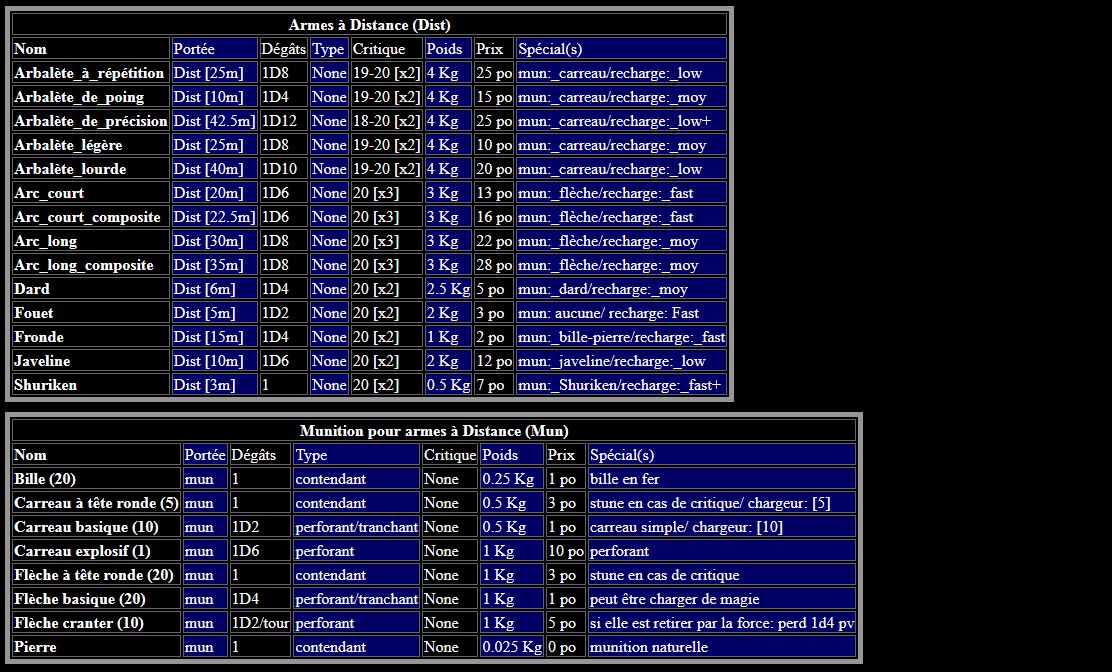 Armes à Distance (Dist)
Nom Portée Dégâts Type Critique Poids Prix Spécial(s)
Arbalète_à_répétition Dist [25m] 1D8 None 19-20 [x2] 4 Kg 25 po mun:_carreau/recharge:_low
Arbalète_de_poing Dist [10m] 1D4 None 19-20 [x2] 4 Kg 15 po mun:_carreau/recharge:_moy
Arbalète_de_précision Dist [42.5m] 1D12 None 18-20 [x2] 4 Kg 25 po mun:_carreau/recharge:_low+
Arbalète_légère Dist [25m] 1D8 None 19-20 [x2] 4 Kg 10 po mun:_carreau/recharge:_moy
Arbalète_lourde Dist [40m] 1D10 None 19-20 [x2] 4 Kg 20 po mun:_carreau/recharge:_low
Arc_court Dist [20m] 1D6 None 20 [x3] 3 Kg 13 po mun:_flèche/recharge:_fast
Arc_court_composite Dist [22.5m] 1D6 None 20 [x3] 3 Kg 16 po mun:_flèche/recharge:_fast
Arc_long Dist [30m] 1D8 None 20 [x3] 3 Kg 22 po mun:_flèche/recharge:_moy
Arc_long_composite Dist [35m] 1D8 None 20 [x3] 3 Kg 28 po mun:_flèche/recharge:_moy
Dard Dist [6m] 1D4 None 20 [x2] 2.5 Kg 5 po mun:_dard/recharge:_moy
Fouet Dist [5m] 1D2 None 20 [x2] 2 Kg 3 po mun: aucune/ recharge: Fast
Fronde Dist [15m] 1D4 None 20 [x2] 1 Kg 2 po mun:_bille-pierre/recharge:_fast
Javeline Dist [10m] 1D6 None 20 [x2] 2 Kg 12 po mun:_javeline/recharge:_low
Shuriken Dist [3m] 1 None 20 [x2] 0.5 Kg 7 po mun:_Shuriken/recharge:_fast+
Munition pour armes à Distance (Mun)
Nom Portée Dégâts Type Critique Poids Prix Spécial(s)
Bille (20) mun 1 contendant None 0.25 Kg 1 po bille en fer
Carreau à tête ronde (5) mun 1 contendant None 0.5 Kg 3 po stune en cas de critique/ chargeur: [5]
Carreau basique (10) mun 1D2 perforant/tranchant None 0.5 Kg 1 po carreau simple/ chargeur: [10]
Carreau explosif (1) mun 1D6 perforant None 1 Kg 10 po perforant
Flèche à tête ronde (20) mun 1 contendant None 1 Kg 3 po stune en cas de critique
Flèche basique (20) mun 1D4 perforant/tranchant None 1 Kg 1 po peut être charger de magie
Flèche cranter (10) mun 1D2/tour perforant None 1 Kg 5 po si elle est retirer par la force: perd 1d4 pv
Pierre mun 1 contendant None 0.025 Kg 0 po munition naturelle